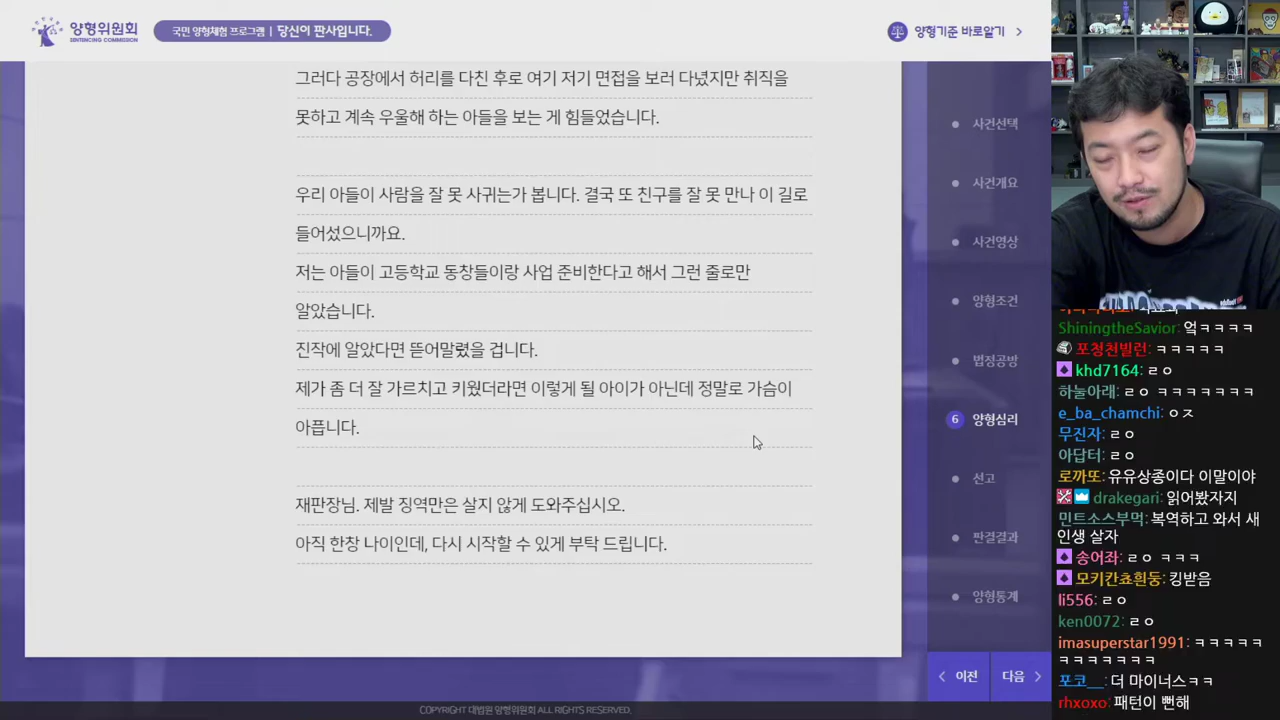 양형위원회
SENTENCING COMMISSION
국민 양형체험 프로그램 | 당신이 판사입니다.
양형기준 바로알기
그러다 공장에서 허리를 다친 후로 여기 저기 면접을 보러 다녔지만 취직을
못하고 계속 우울해 하는 아들을 보는 게 힘들었습니다.
우리 아들이 사람을 잘 못 사귀는가 봅니다. 결국 또 친구를 잘 못 만나 이 길로
들어섰으니까요.
저는 아들이 고등학교 동창들이랑 사업 준비한다고 해서 그런 줄로만
알았습니다.
진작에 알았다면 뜯어말렸을 겁니다.
제가 좀 더 잘 가르치고 키웠더라면 이렇게 될 아이가 아닌데 정말로 가슴이
아픕니다.
재판장님. 제발 징역만은 살지 않게 도와주십시오.
아직 한창 나이인데, 다시 시작할 수 있게 부탁 드립니다.
사건선택
사건개요
사건영상
양형조건
법정공방
6 양형심리
선고
판결결과
양형통계
이전
다음
COPYRIGHT 대법원 양형위원회 ALL RIGHTS RESERVED.
ShiningtheSavior: 엌ㅋㅋㅋㅋ
포청천빌런: ㅋㅋㅋㅋㅋ
khd7164: ㄹㅇ
하눌아래: ㄹㅇ ㅋㅋㅋㅋㅋㅋㅋ
e_ba_chamchi: ㅇㅈ
무진자: ㄹㅇ
아답터: ㄹㅇ
로까또: 유유상종이다 이말이야
drakegari: 읽어봤자지
민트소스부먹: 복역하고 와서 새
인생 살자
송어좌: ㄹㅇ ㅋㅋㅋ
모키칸쵸흰둥: 킹받음
li556: ㄹㅇ
ken0072: ㄹㅇ
imasuperstar1991: ㅋㅋㅋㅋㅋ
ㅋㅋㅋㅋㅋㅋㅋ
포코__: 더 마이너스ㅋㅋ
rhxoxo: 패턴이 뻔해